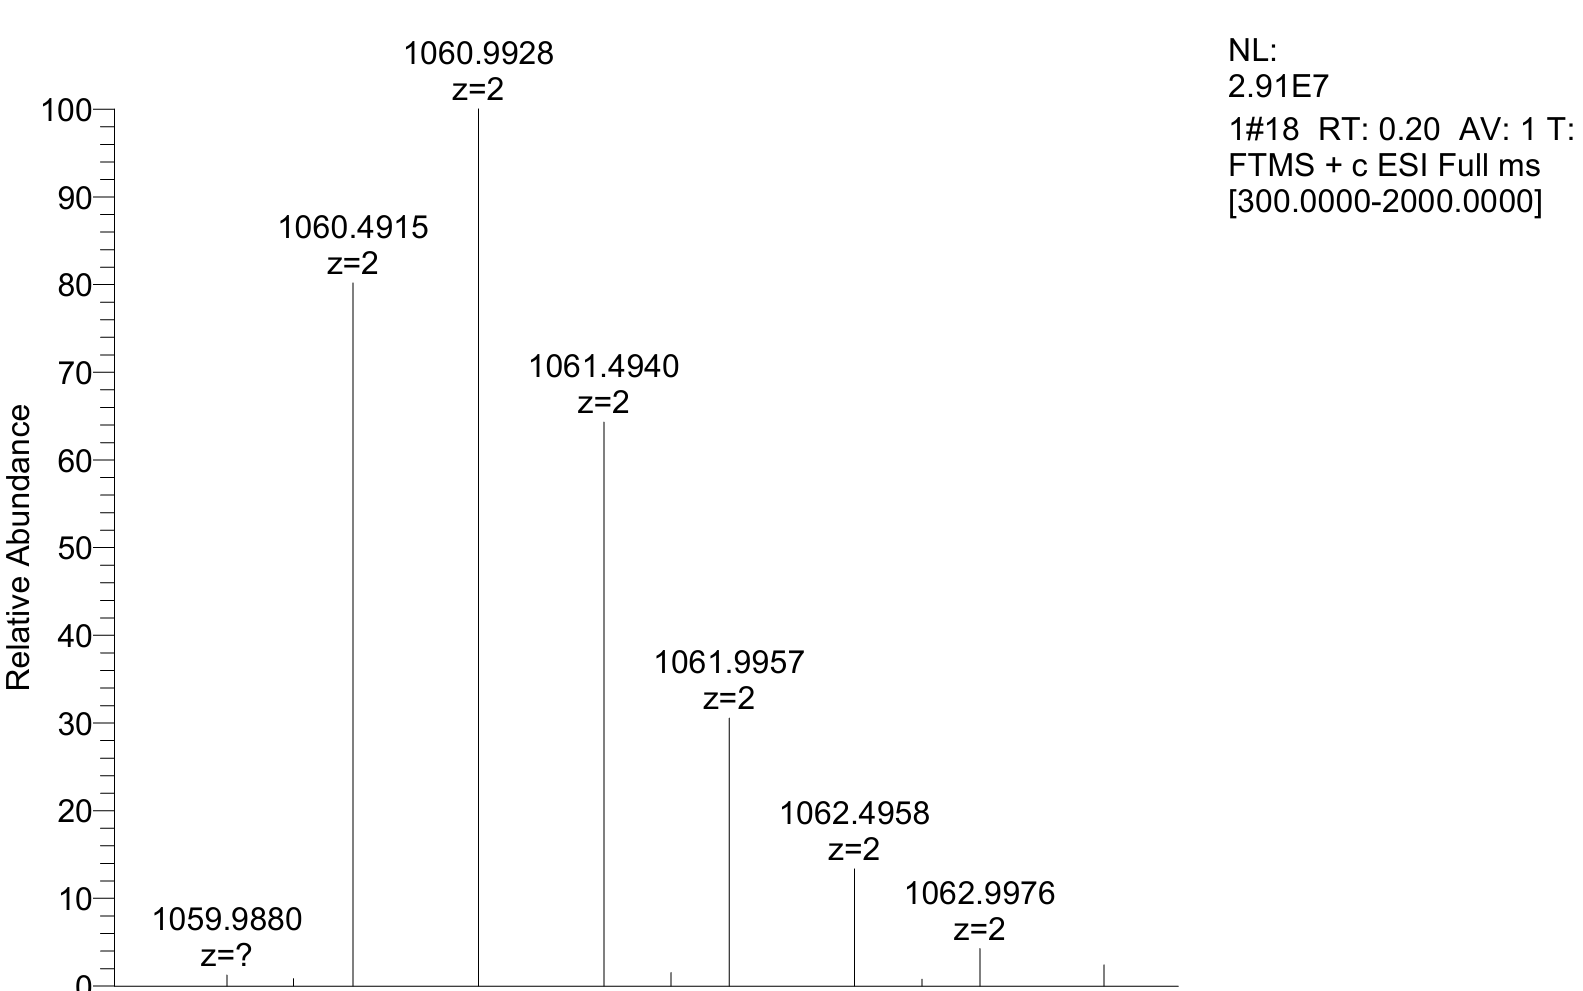 1060.9928
z=2
NL:
2.91E7
1#18 RT: 0.20 AV: 1 T:
FTMS + c ESI Full ms
[300.0000-2000.0000]
100
90
80
70
60
50
40
30
20
10
0
Relative Abundance
1060.4915
z=2
1061.4940
z=2
1061.9957
z=2
1062.4958
z=2
1062.9976
z=2
1059.9880
z=?